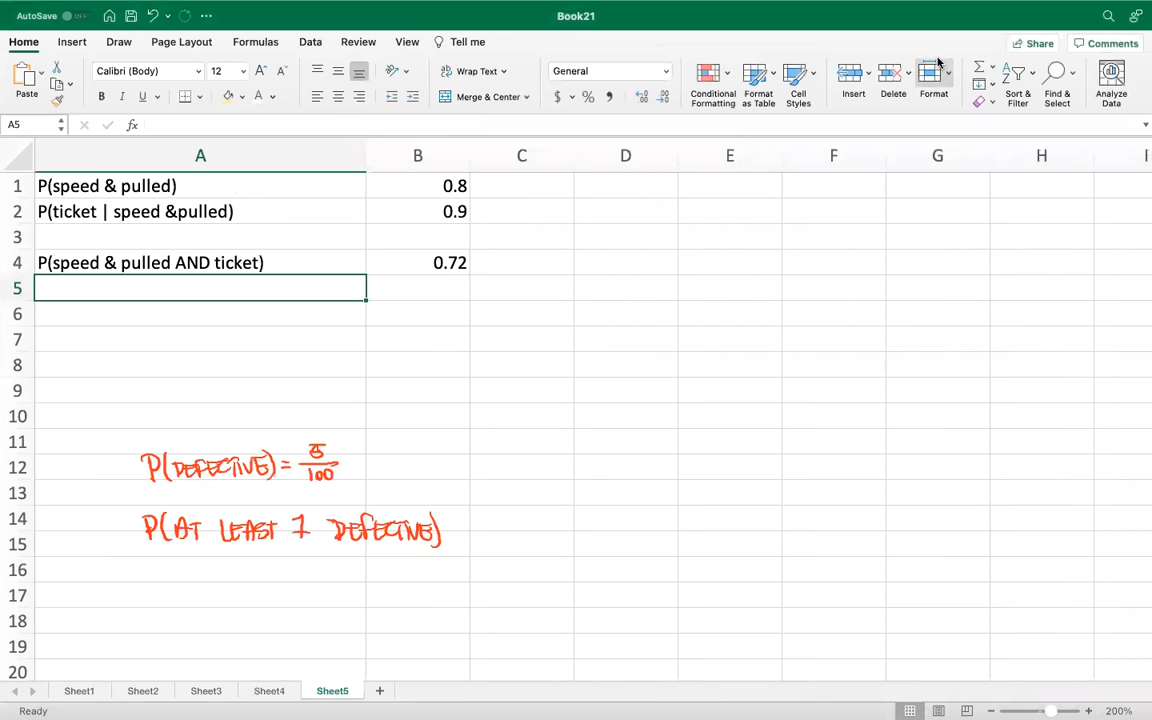 AutoSave OFF Book21
Home Insert Draw Page Layout Formulas Data Review View Tell me Share Comments
Paste Calibri (Body) 12 Wrap Text General Conditional Formatting Format as Table Cell Styles Insert Delete Format Sort & Filter Find & Select Analyze Data
B I U Merge & Center $ %
A5 fx
A B C D E F G H I
1 P(speed & pulled) 0.8
2 P(ticket | speed &pulled) 0.9
3
4 P(speed & pulled AND ticket) 0.72
5
6
7
8
9
10
11
12
13
14
15
16
17
18
19
20
P(DEFECTIVE) = 5/100
P(AT LEAST 1 DEFECTIVE)
Sheet1 Sheet2 Sheet3 Sheet4 Sheet5 +
Ready 200%